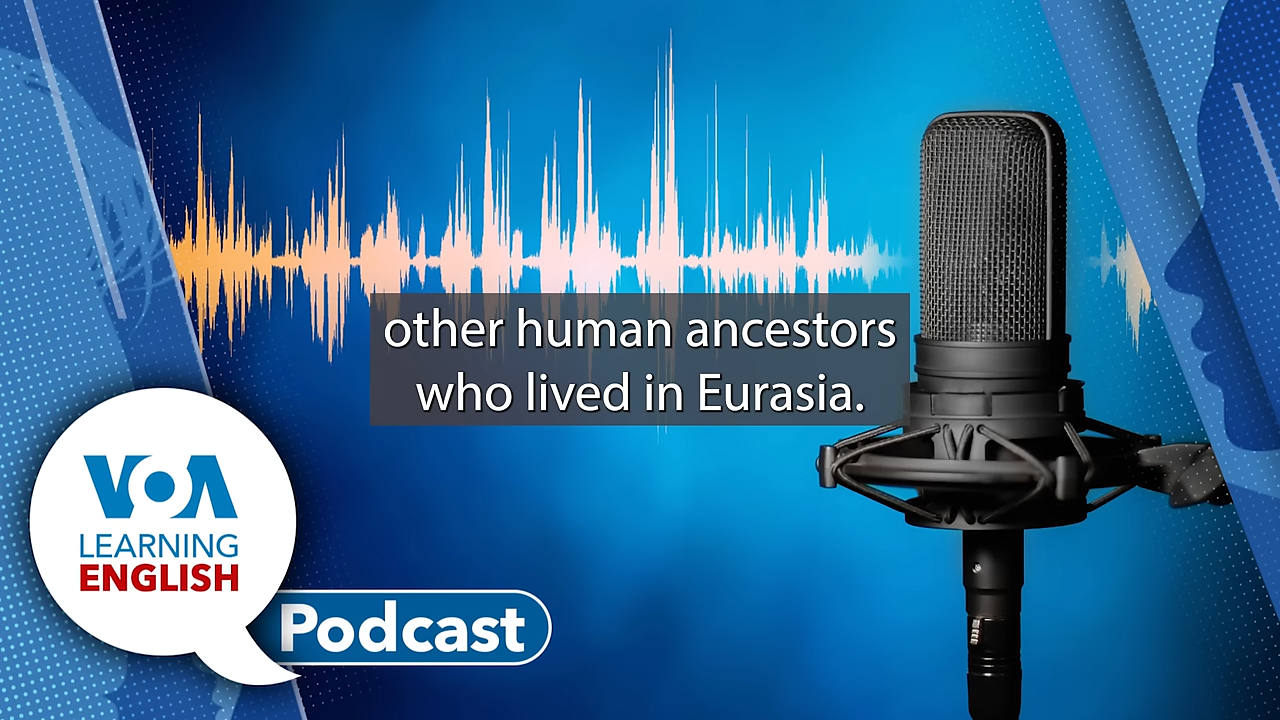 other human ancestors
who lived in Eurasia.
VOA
LEARNING
ENGLISH
Podcast